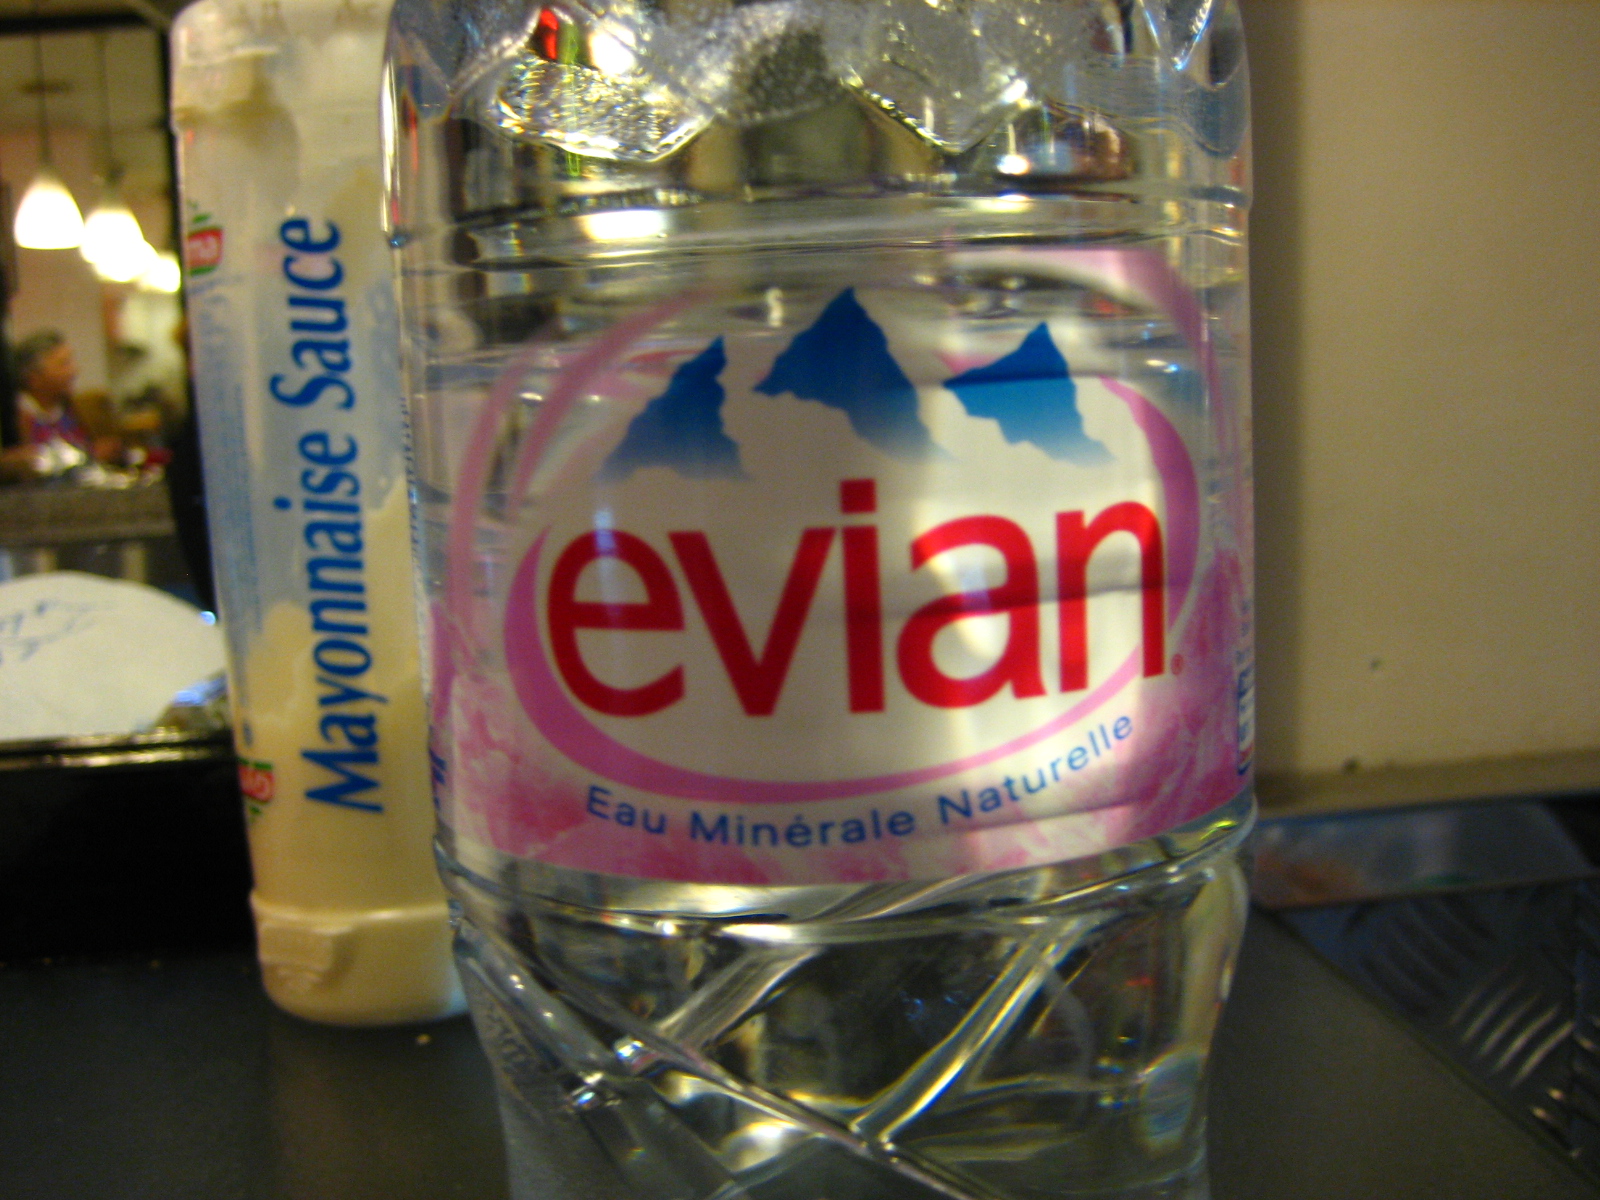 Mayonnaise Sauce
evian®
Eau Minérale Naturelle